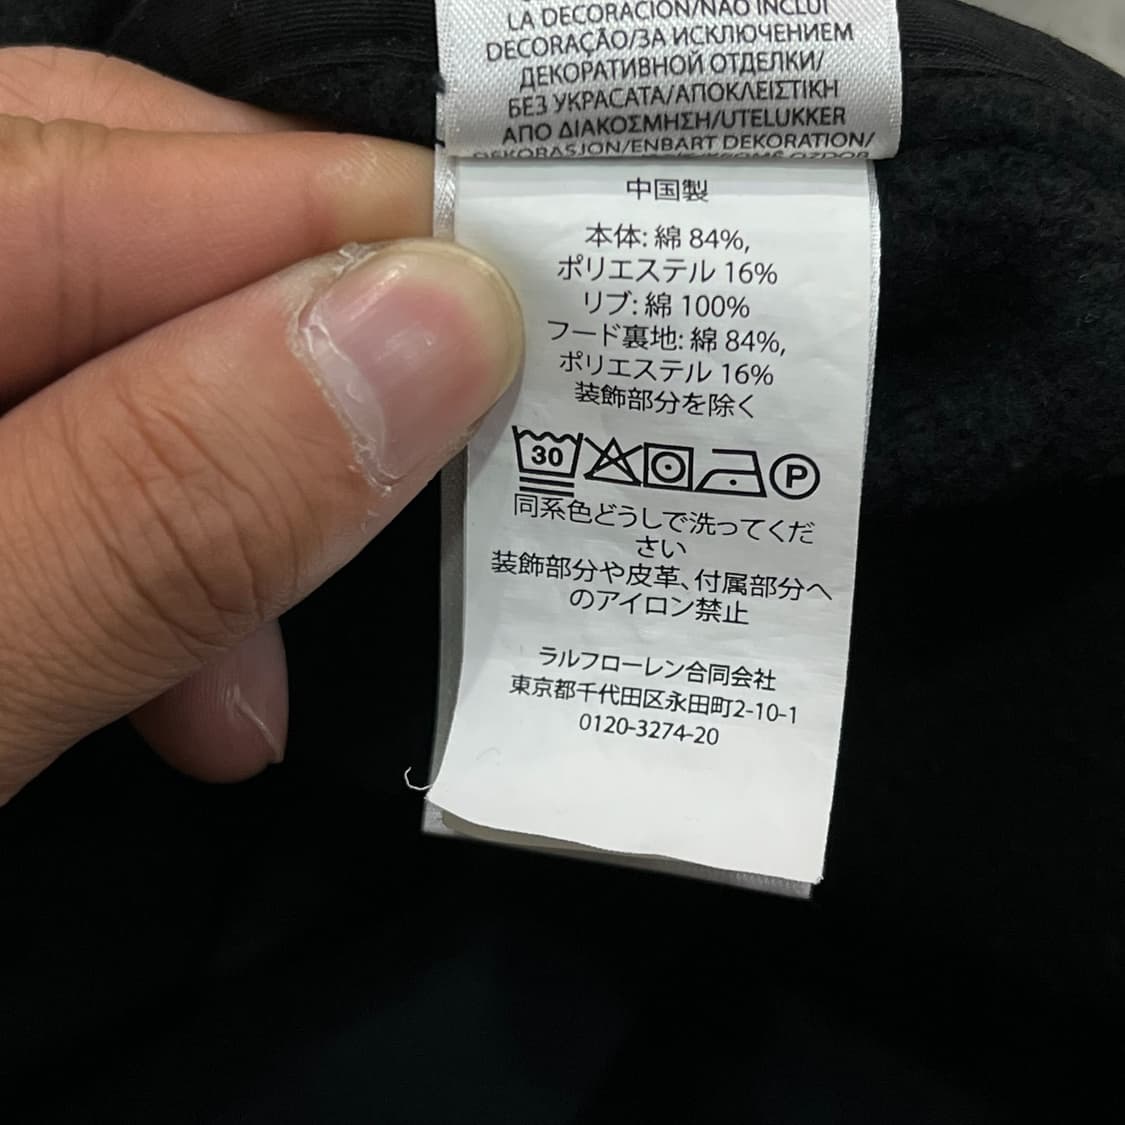 LA DECORACIÓN/NÃO INCLUI
DECORAÇÃO/ЗА ИСКЛЮЧЕНИЕМ
ДЕКОРАТИВНОЙ ОТДЕЛКИ/
БЕЗ УКРАСАТА/ΑΠΟΚΛΕΙΣΤΙΚΗ
ΑΠΟ ΔΙΑΚΟΣΜΗΣΗ/UTELUKKER
DEKORASJON/ENBART DEKORATION/
中国製
本体: 綿 84%,
ポリエステル 16%
リブ: 綿 100%
フード裏地: 綿 84%,
ポリエステル 16%
装飾部分を除く
30 P
同系色どうしで洗ってくだ
さい
装飾部分や皮革、付属部分へ
のアイロン禁止
ラルフローレン合同会社
東京都千代田区永田町2-10-1
0120-3274-20